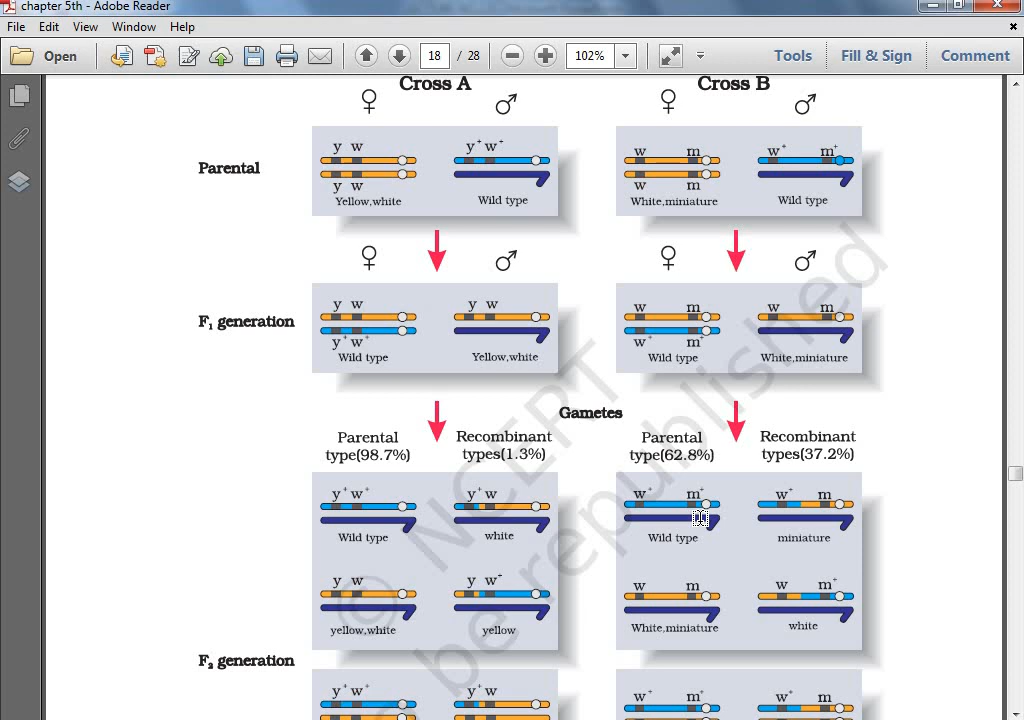 chapter 5th - Adobe Reader
File Edit View Window Help
Open 18 / 28 102% Tools Fill & Sign Comment
Cross A Cross B
♀ ♂ ♀ ♂
Parental
y w y⁺ w⁺ w m w⁺ m⁺
y w w m
Yellow,white Wild type White,miniature Wild type
♀ ♂ ♀ ♂
F₁ generation
y w y w w m w m
y⁺ w⁺ w⁺ m⁺
Wild type Yellow,white Wild type White,miniature
Gametes
Parental Recombinant Parental Recombinant
type(98.7%) types(1.3%) type(62.8%) types(37.2%)
y⁺ w⁺ y⁺ w w⁺ m⁺ w⁺ m
Wild type white Wild type miniature
y w y w⁺ w m w m⁺
yellow,white yellow White,miniature white
F₂ generation
y⁺ w⁺ y⁺ w w⁺ m⁺ w⁺ m
© NCERT
be republished